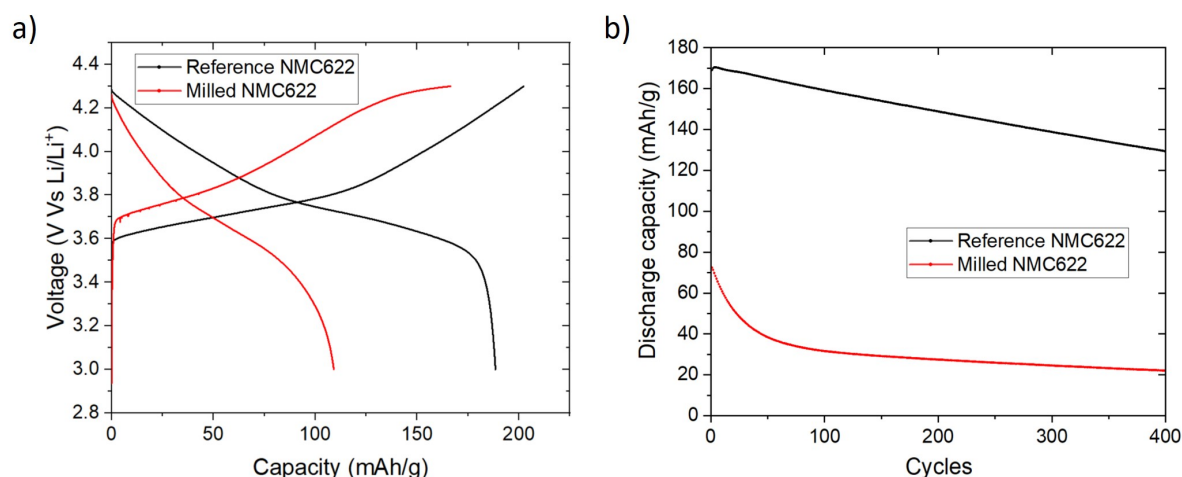 a)
4.4
4.2
4.0
3.8
3.6
3.4
3.2
3.0
2.8
Voltage (V Vs Li/Li⁺)
Reference NMC622
Milled NMC622
0
50
100
150
200
Capacity (mAh/g)
b)
180
160
140
120
100
80
60
40
20
0
Discharge capacity (mAh/g)
Reference NMC622
Milled NMC622
0
100
200
300
400
Cycles